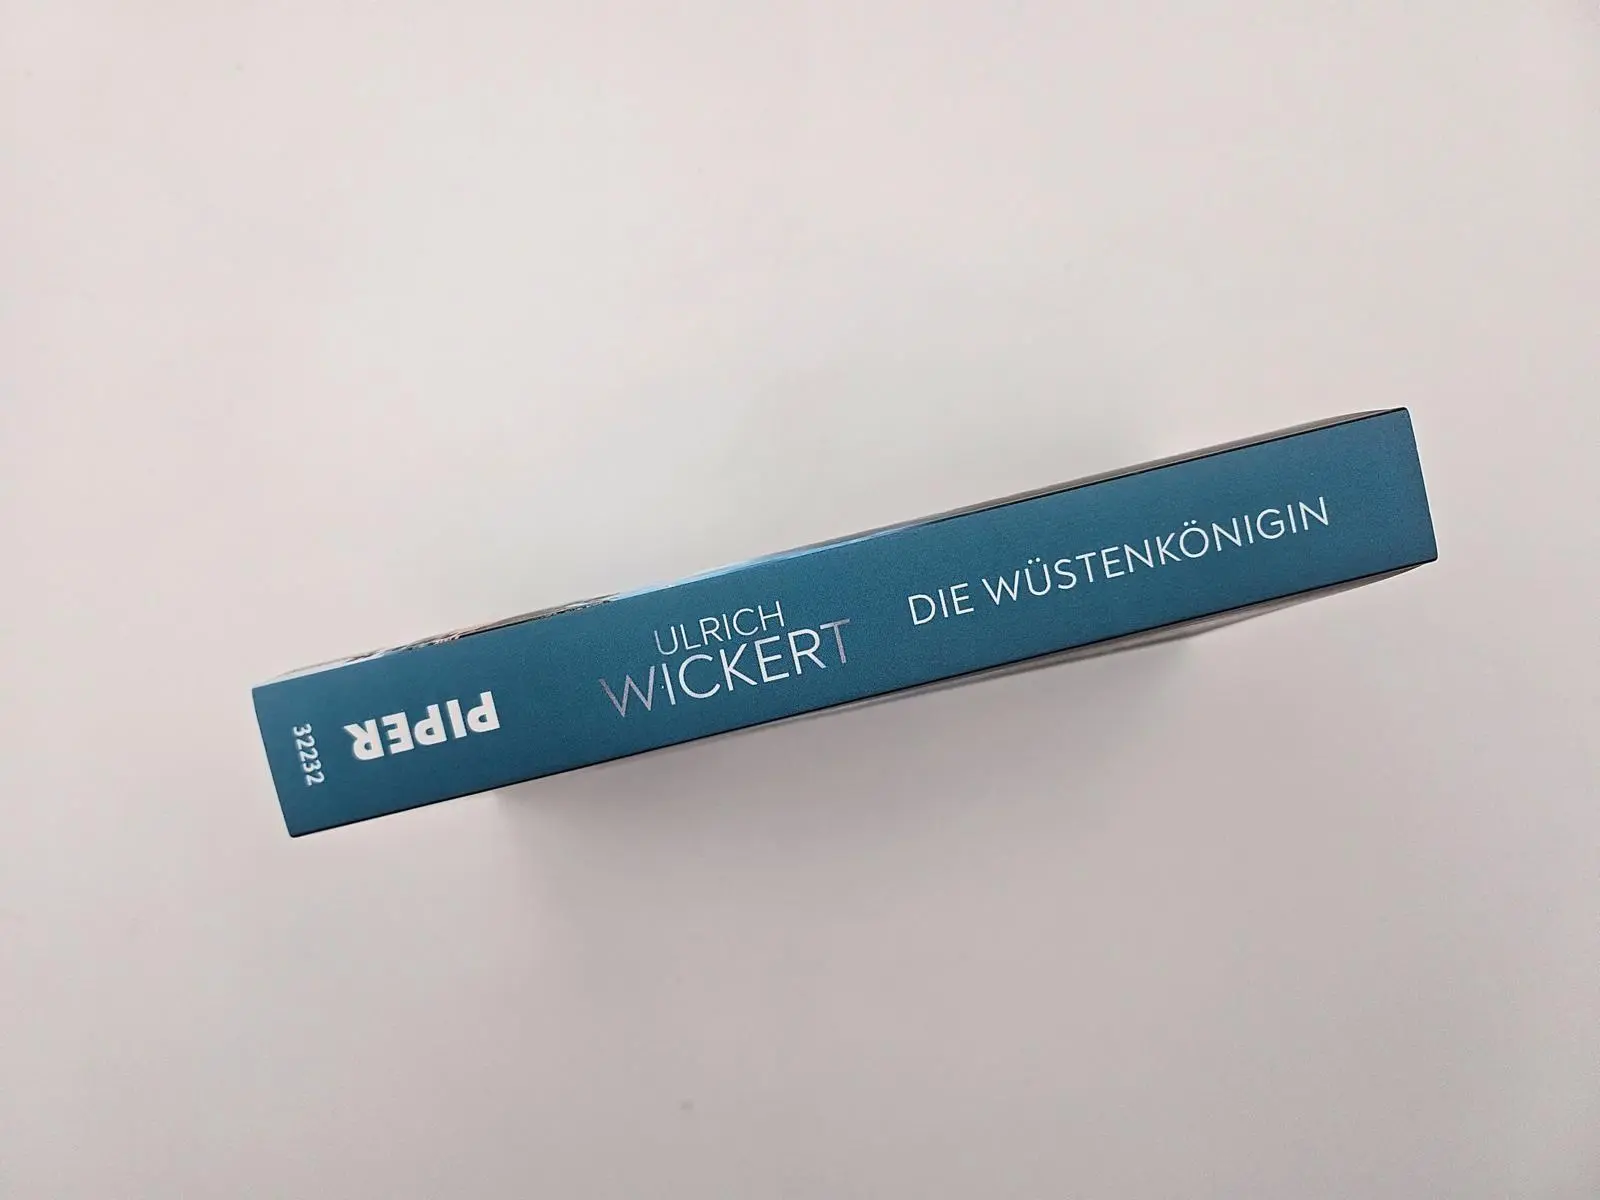 ULRICH
WICKERT
DIE WÜSTENKÖNIGIN
PIPER
32232